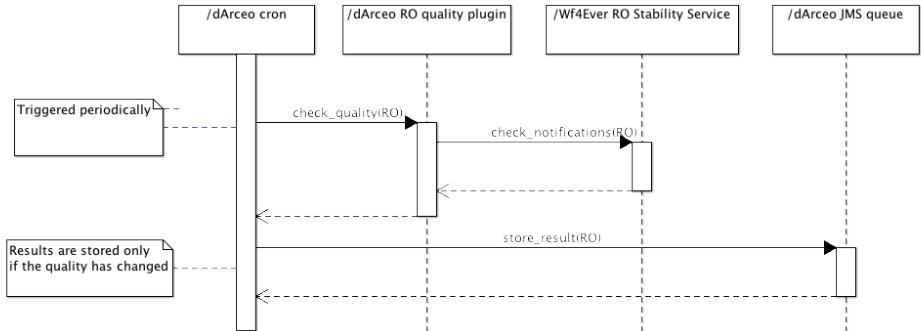 /dArceo cron
/dArceo RO quality plugin
/Wf4Ever RO Stability Service
/dArceo JMS queue
Triggered periodically
check_quality(RO)
check_notifications(RO)
Results are stored only
if the quality has changed
store_result(RO)